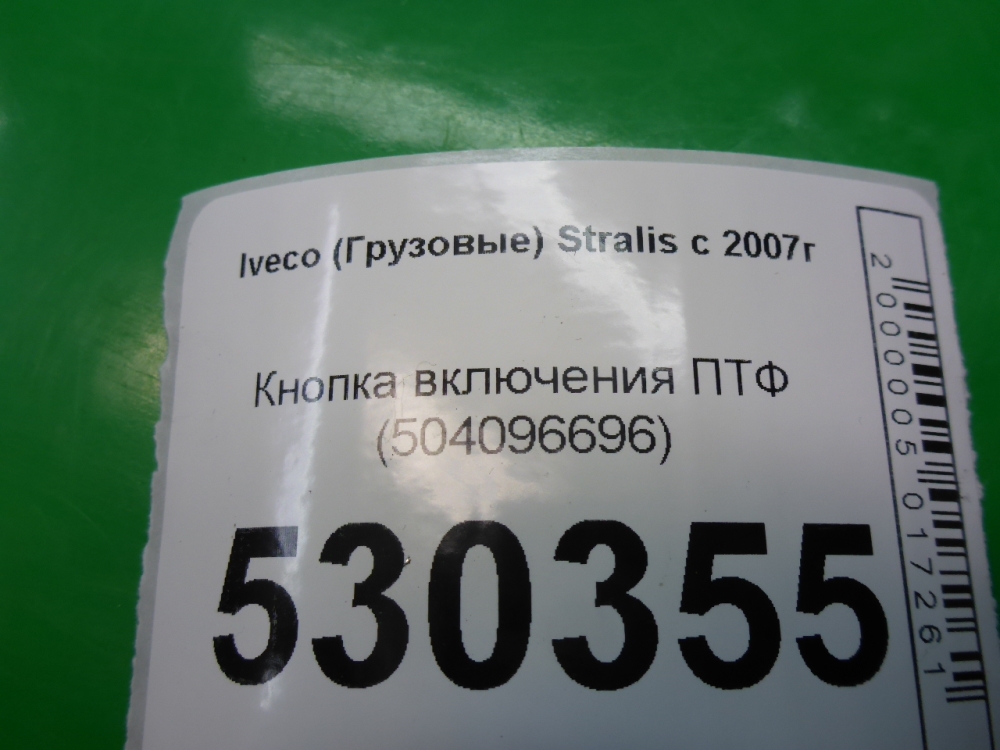 Iveco (Грузовые) Stralis с 2007г
Кнопка включения ПТФ
(504096696)
530355
2000005017261